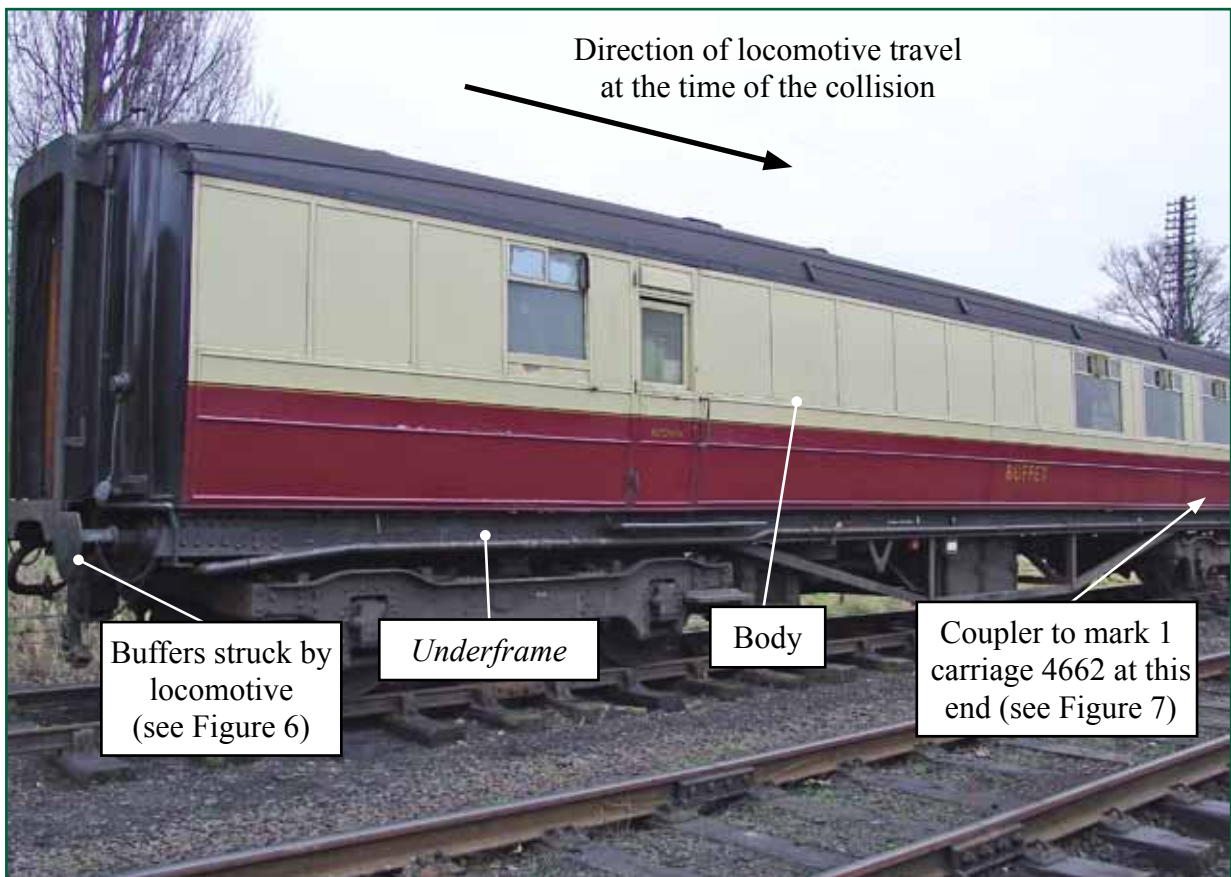 Direction of locomotive travel
at the time of the collision
BUFFET
Buffers struck by
locomotive
(see Figure 6)
Underframe
Body
Coupler to mark 1
carriage 4662 at this
end (see Figure 7)